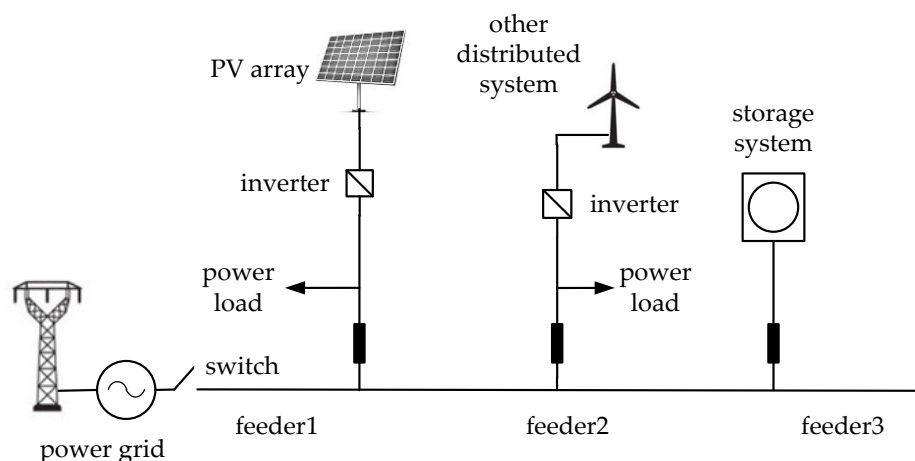 PV array
other
distributed
system
storage
system
inverter
inverter
power
load
power
load
switch
feeder1
feeder2
feeder3
power grid